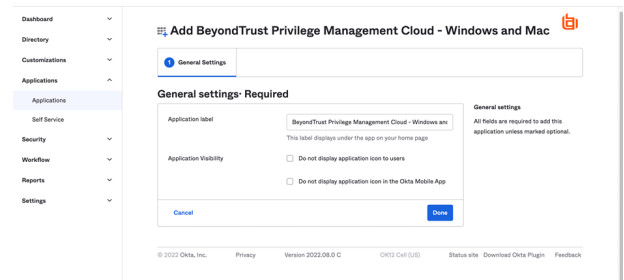 Dashboard
Directory
Customizations
Applications
Applications
Self Service
Security
Workflow
Reports
Settings
Add BeyondTrust Privilege Management Cloud - Windows and Mac
1 General Settings
General settings· Required
Application label
BeyondTrust Privilege Management Cloud - Windows anc
This label displays under the app on your home page
Application Visibility
Do not display application icon to users
Do not display application icon in the Okta Mobile App
Cancel
Done
General settings
All fields are required to add this
application unless marked optional.
© 2022 Okta, Inc.
Privacy
Version 2022.08.0 C
OK12 Cell (US)
Status site
Download Okta Plugin
Feedback